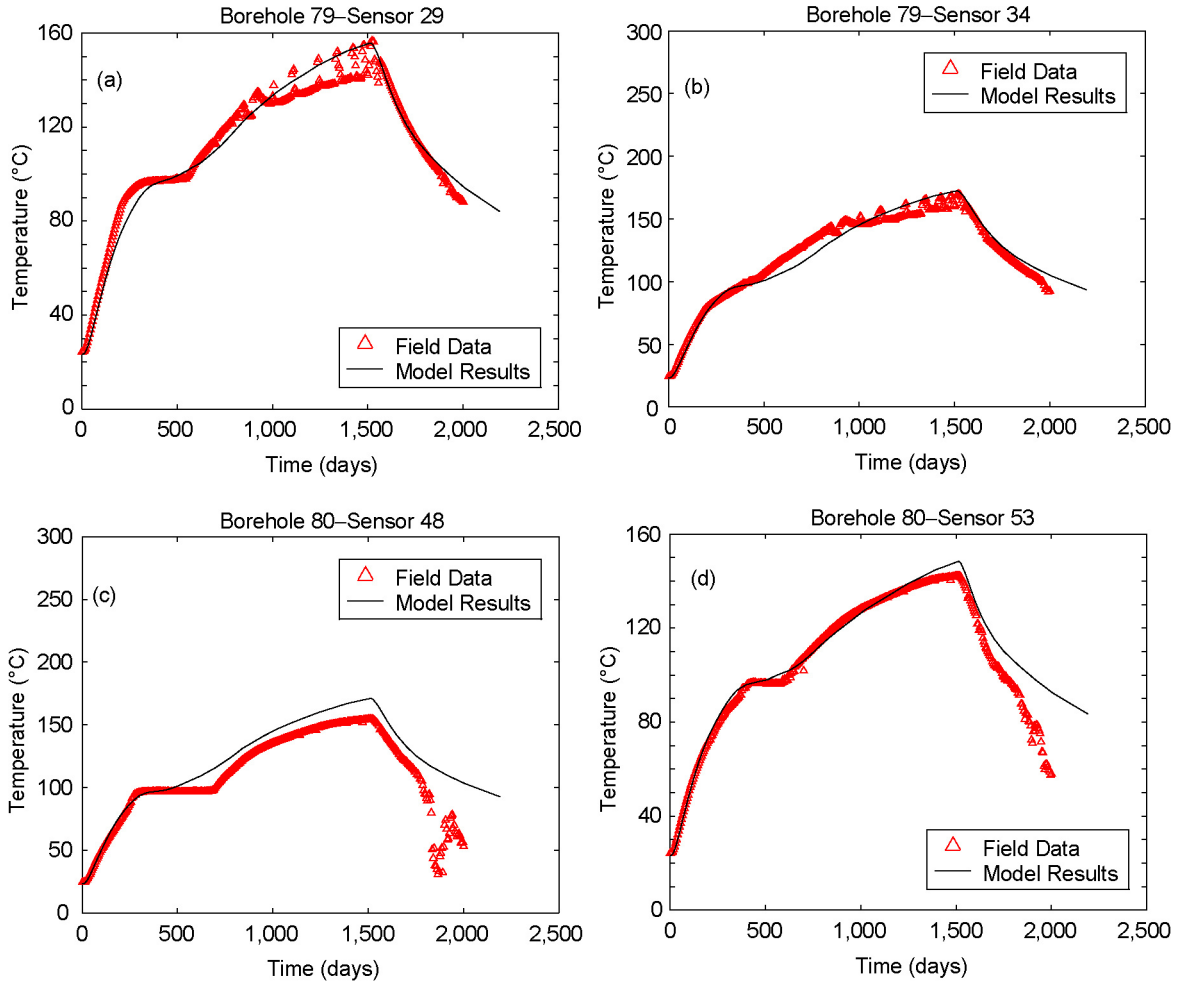 Borehole 79–Sensor 29
160
120
80
40
0
(a)
Field Data
Model Results
Temperature (°C)
0
500
1,000
1,500
2,000
2,500
Time (days)
Borehole 79–Sensor 34
300
250
200
150
100
50
0
(b)
Field Data
Model Results
Temperature (°C)
0
500
1,000
1,500
2,000
2,500
Time (days)
Borehole 80–Sensor 48
300
250
200
150
100
50
0
(c)
Field Data
Model Results
Temperature (°C)
0
500
1,000
1,500
2,000
2,500
Time (days)
Borehole 80–Sensor 53
160
120
80
40
0
(d)
Field Data
Model Results
Temperature (°C)
0
500
1,000
1,500
2,000
2,500
Time (days)